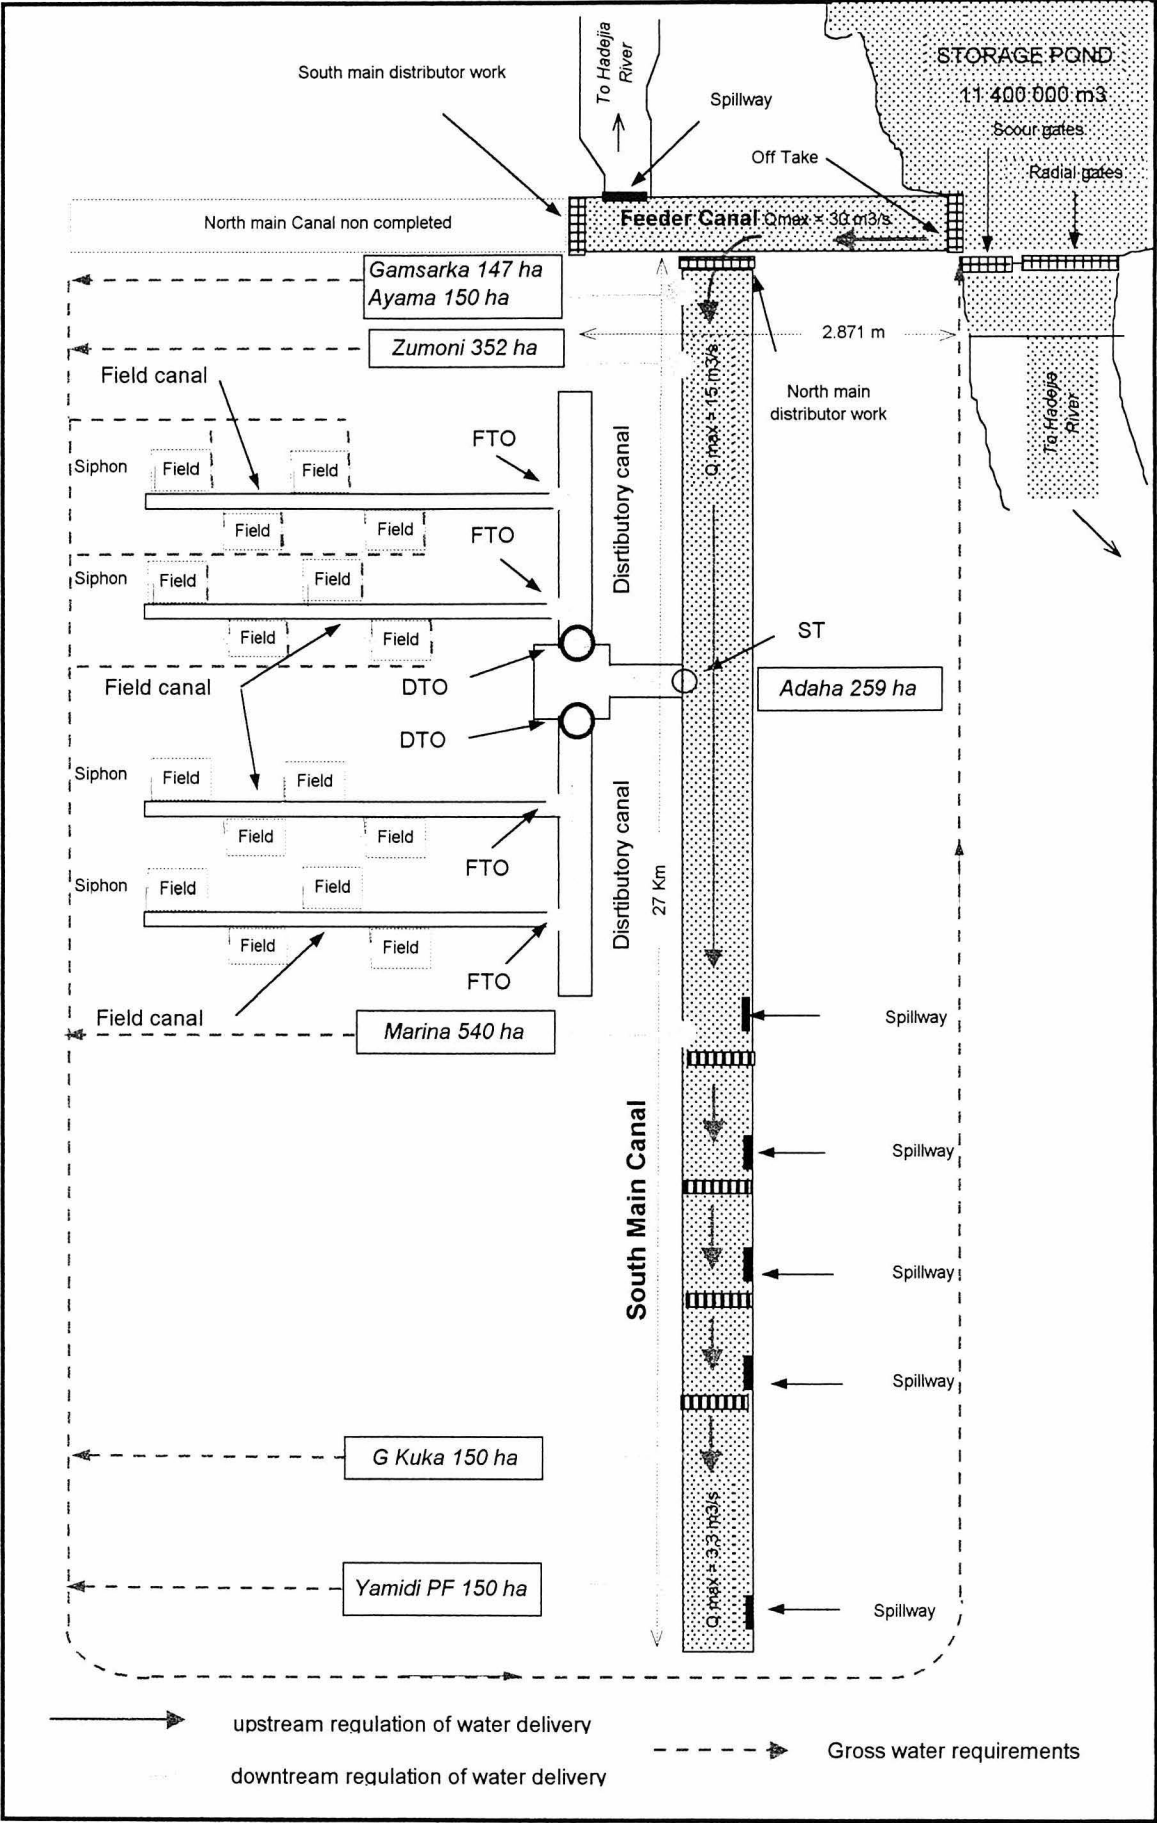 STORAGE POND
11 400 000 m3
Scour gates
Radial gates
South main distributor work
To Hadejia
River
Spillway
Off Take
North main Canal non completed
Feeder Canal Qmax = 30 m3/s
Gamsarka 147 ha
Ayama 150 ha
2.871 m
Zumoni 352 ha
Field canal
Q max = 15 m3/s
North main
distributor work
To Hadejia
River
FTO
Disrtibutory canal
Siphon
Field
Field
Field
Field
FTO
Siphon
Field
Field
Field
Field
ST
Field canal
DTO
Adaha 259 ha
DTO
Siphon
Field
Field
Field
Field
FTO
Disrtibutory canal
27 Km
Siphon
Field
Field
Field
Field
FTO
Field canal
Spillway
Marina 540 ha
South Main Canal
Spillway
Spillway
Spillway
G Kuka 150 ha
Q max = 3,3 m3/s
Yamidi PF 150 ha
Spillway
upstream regulation of water delivery
Gross water requirements
downtream regulation of water delivery